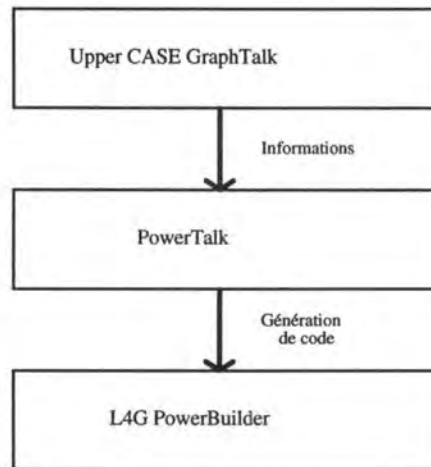 Upper CASE GraphTalk
Informations
PowerTalk
Génération
de code
L4G PowerBuilder